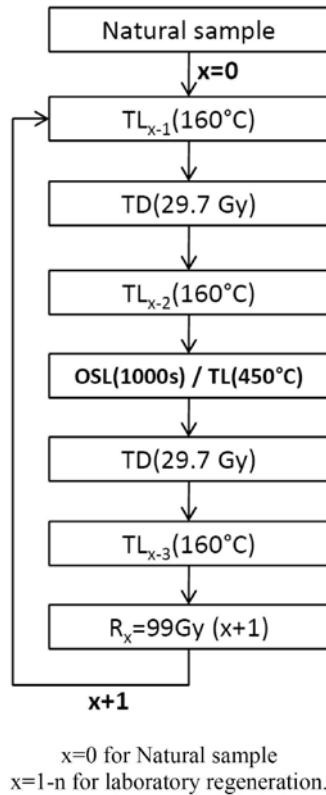 Natural sample
x=0
TLx-1(160°C)
TD(29.7 Gy)
TLx-2(160°C)
OSL(1000s) / TL(450°C)
TD(29.7 Gy)
TLx-3(160°C)
Rx=99Gy (x+1)
x+1
x=0 for Natural sample
x=1-n for laboratory regeneration.